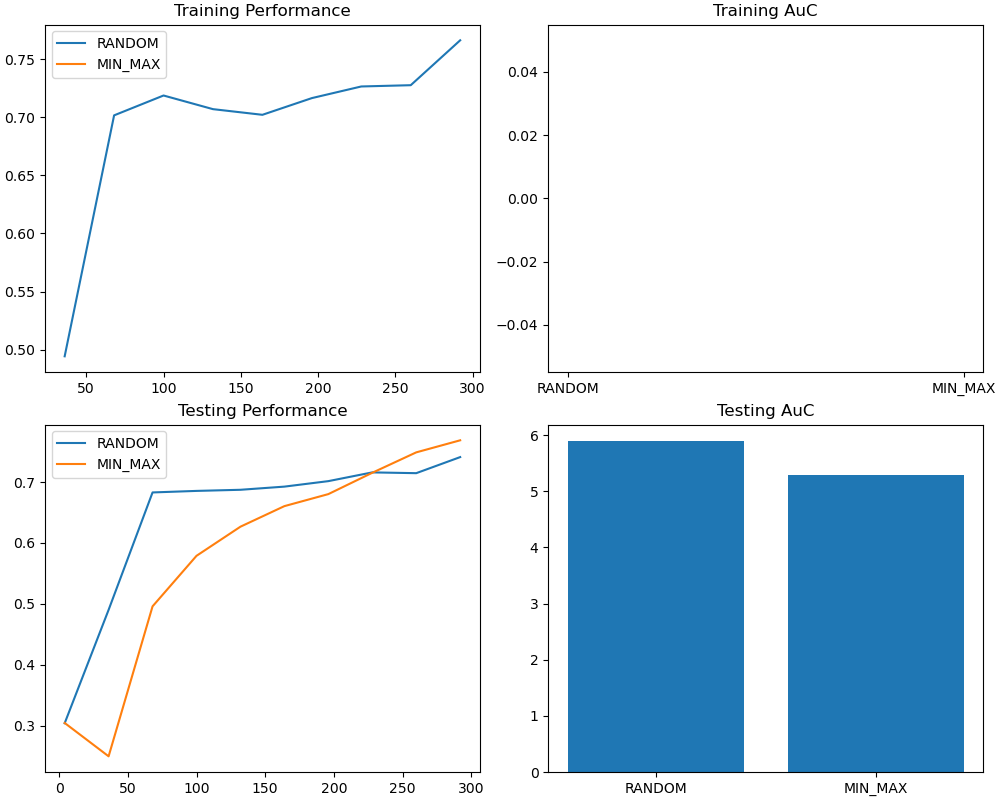 Training Performance
RANDOM
MIN_MAX
0.75
0.70
0.65
0.60
0.55
0.50
50 100 150 200 250 300
Training AuC
0.04
0.02
0.00
−0.02
−0.04
RANDOM MIN_MAX
Testing Performance
RANDOM
MIN_MAX
0.7
0.6
0.5
0.4
0.3
0 50 100 150 200 250 300
Testing AuC
6
5
4
3
2
1
0
RANDOM MIN_MAX